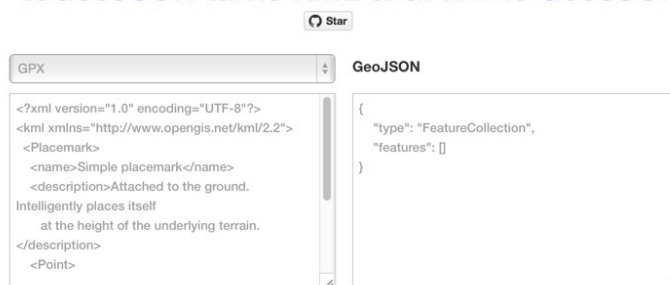 Star
GPX
GeoJSON
<?xml version="1.0" encoding="UTF-8"?>
<kml xmlns="http://www.opengis.net/kml/2.2">
<Placemark>
<name>Simple placemark</name>
<description>Attached to the ground.
Intelligently places itself
at the height of the underlying terrain.
</description>
<Point>
{
"type": "FeatureCollection",
"features": []
}